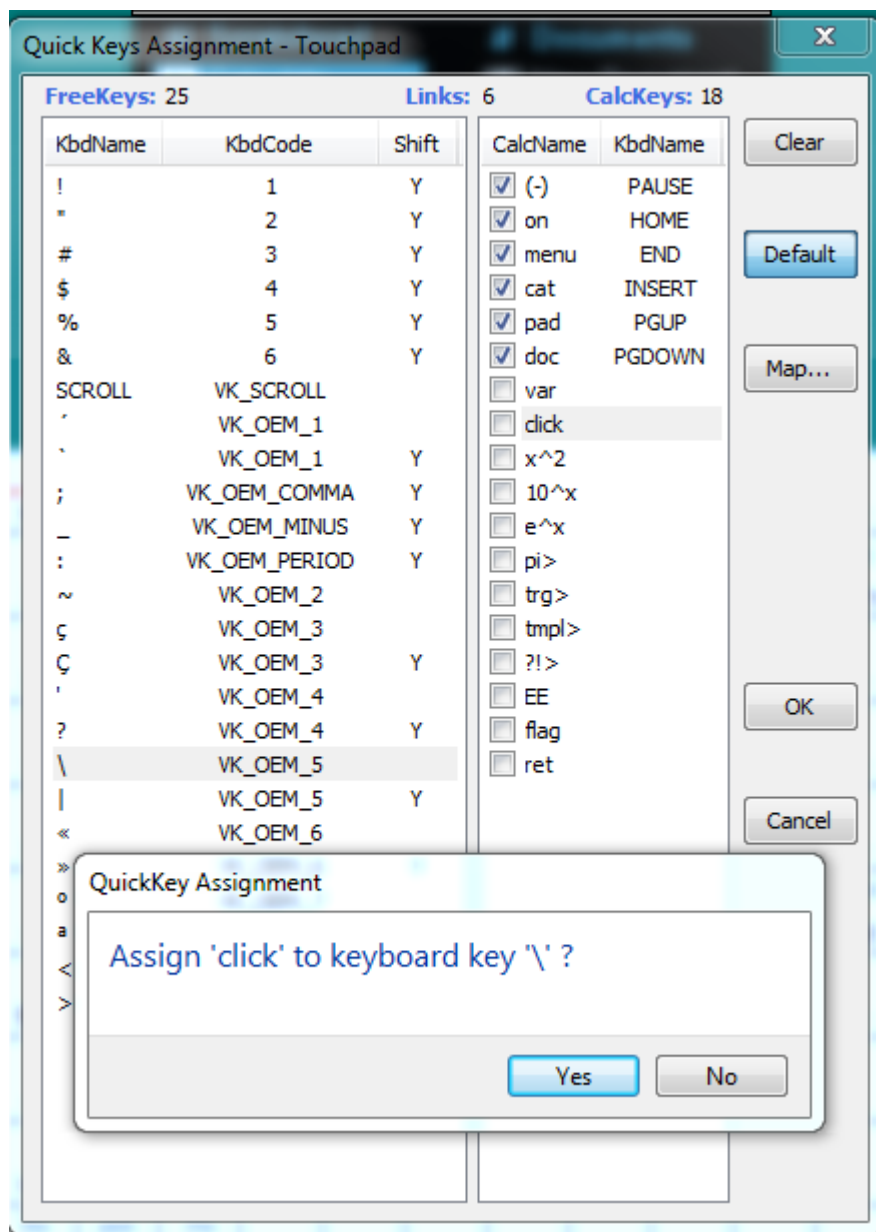 Quick Keys Assignment - Touchpad
# Documents
X
FreeKeys: 25 Links: 6 CalcKeys: 18
KbdName KbdCode Shift
! 1 Y
" 2 Y
# 3 Y
$ 4 Y
% 5 Y
& 6 Y
SCROLL VK_SCROLL
´ VK_OEM_1
` VK_OEM_1 Y
; VK_OEM_COMMA Y
_ VK_OEM_MINUS Y
: VK_OEM_PERIOD Y
~ VK_OEM_2
ç VK_OEM_3
Ç VK_OEM_3 Y
' VK_OEM_4
? VK_OEM_4 Y
\ VK_OEM_5
| VK_OEM_5 Y
« VK_OEM_6
»
º
ª
<
>
CalcName KbdName
(-) PAUSE
on HOME
menu END
cat INSERT
pad PGUP
doc PGDOWN
var
click
x^2
10^x
e^x
pi>
trg>
tmpl>
?!>
EE
flag
ret
Clear
Default
Map...
OK
Cancel
QuickKey Assignment
Assign 'click' to keyboard key '\' ?
Yes No